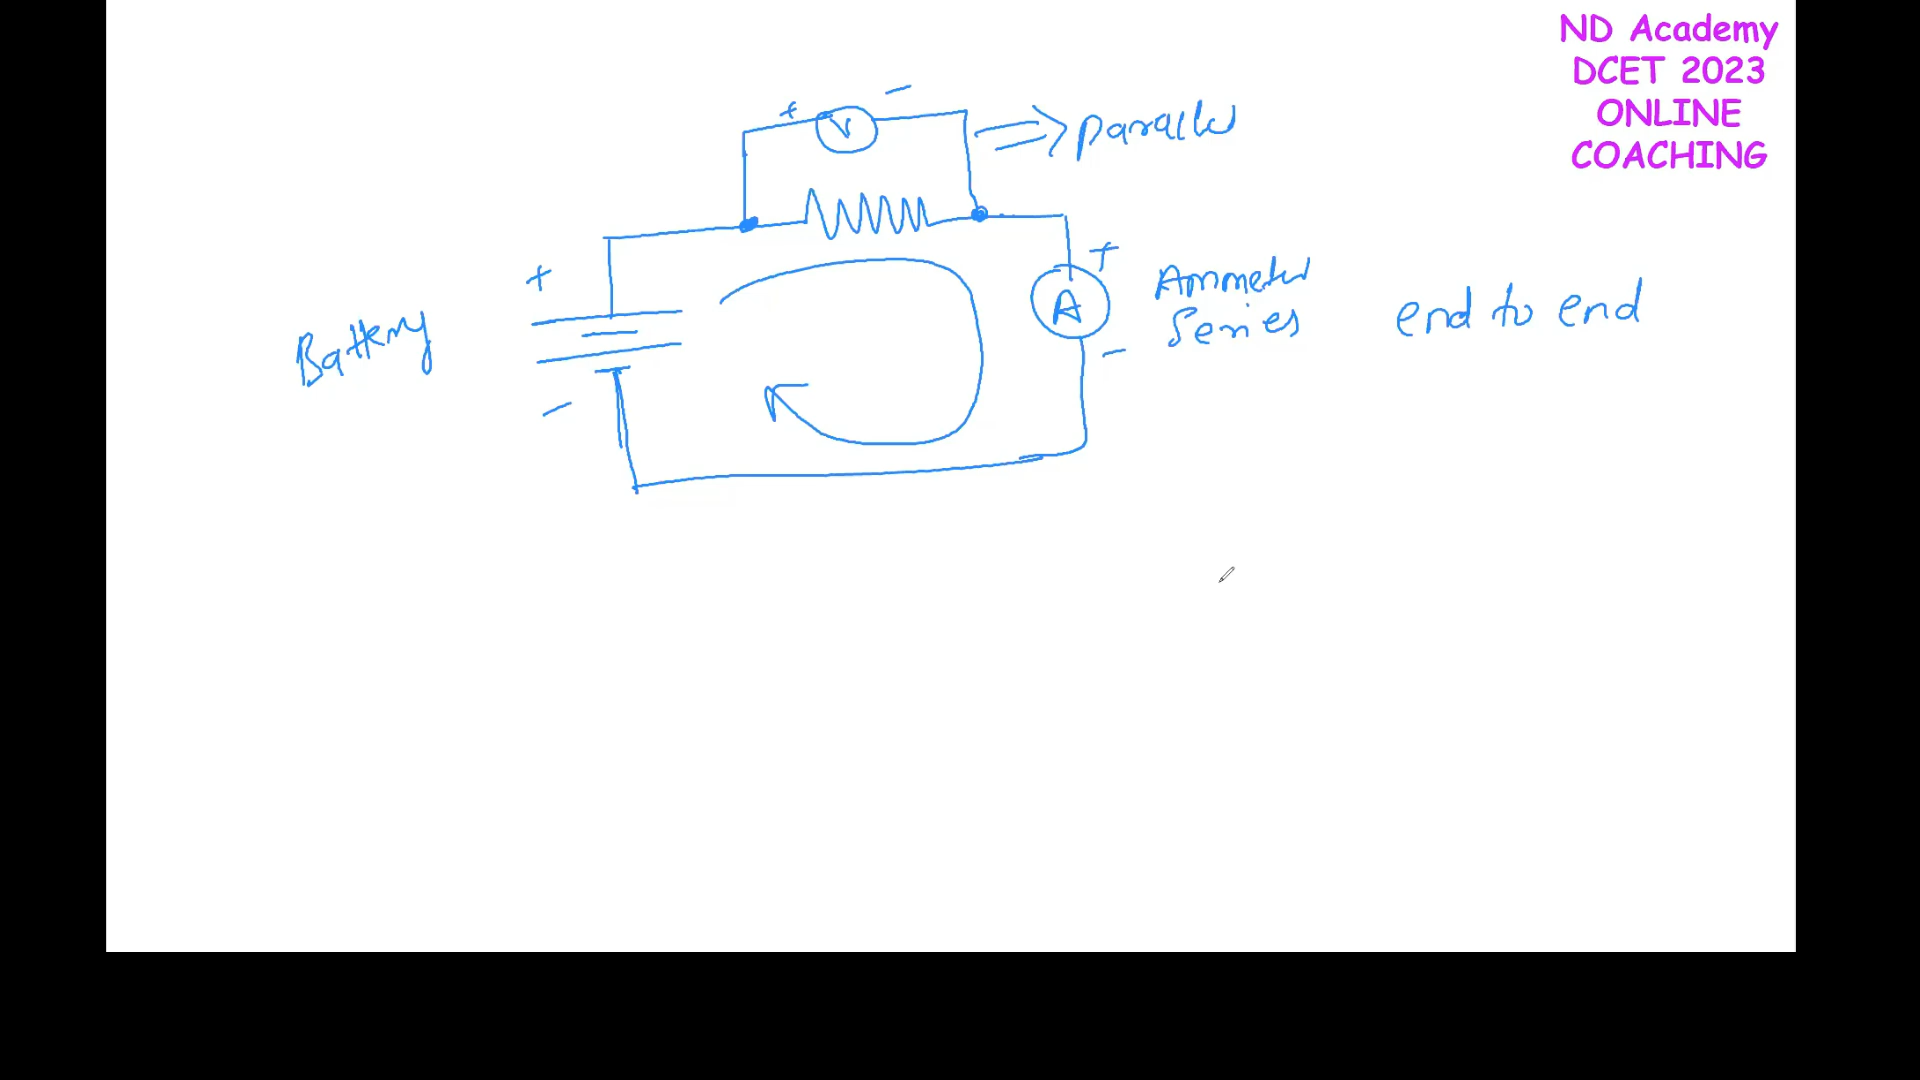 ND Academy
DCET 2023
ONLINE
COACHING
+ -
V
parallel
+
Battery
-
+
A
-
Ammeter
Series
end to end